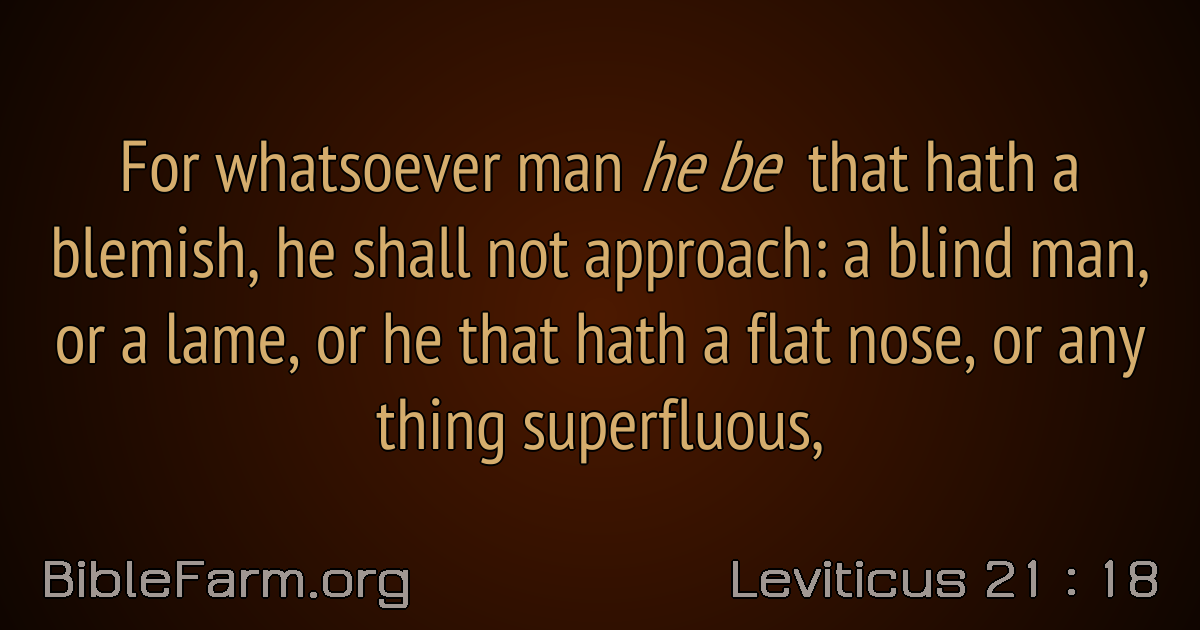 For whatsoever man he be that hath a
blemish, he shall not approach: a blind man,
or a lame, or he that hath a flat nose, or any
thing superfluous,
BibleFarm.org
Leviticus 21 : 18